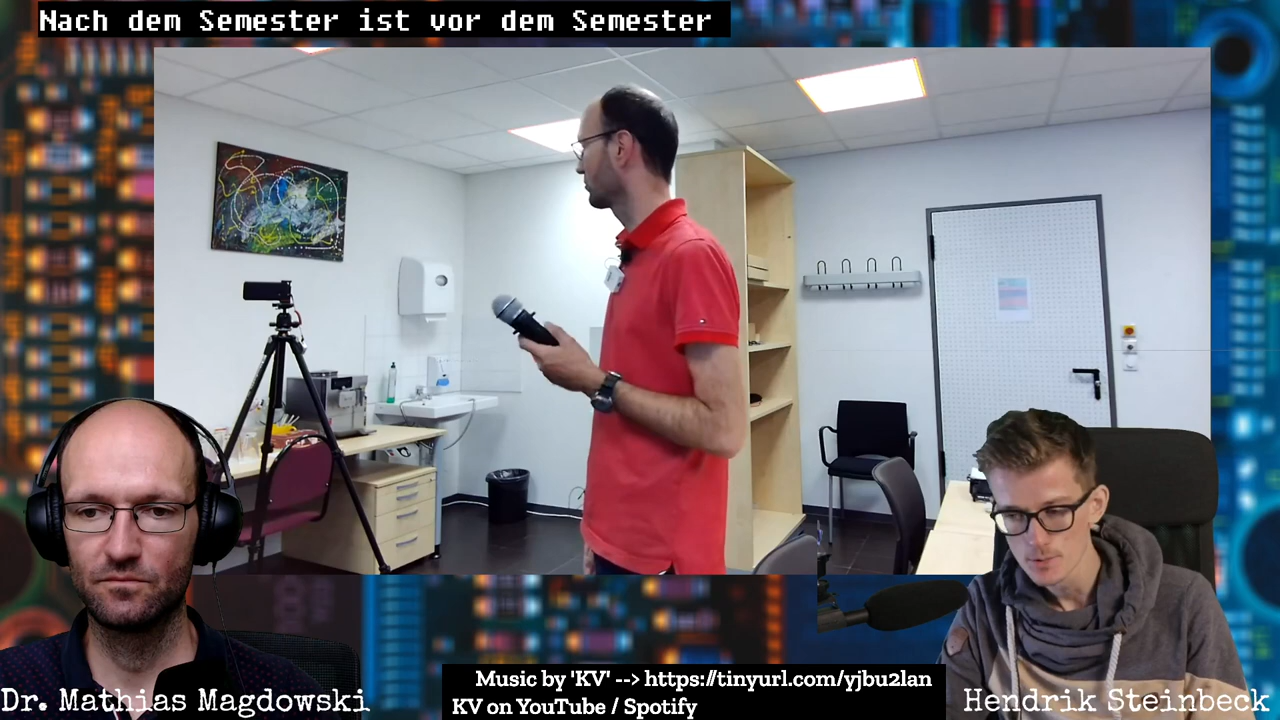 Nach dem Semester ist vor dem Semester
Dr. Mathias Magdowski
Music by 'KV' --> https://tinyurl.com/yjbu2lan
KV on YouTube / Spotify
Hendrik Steinbeck